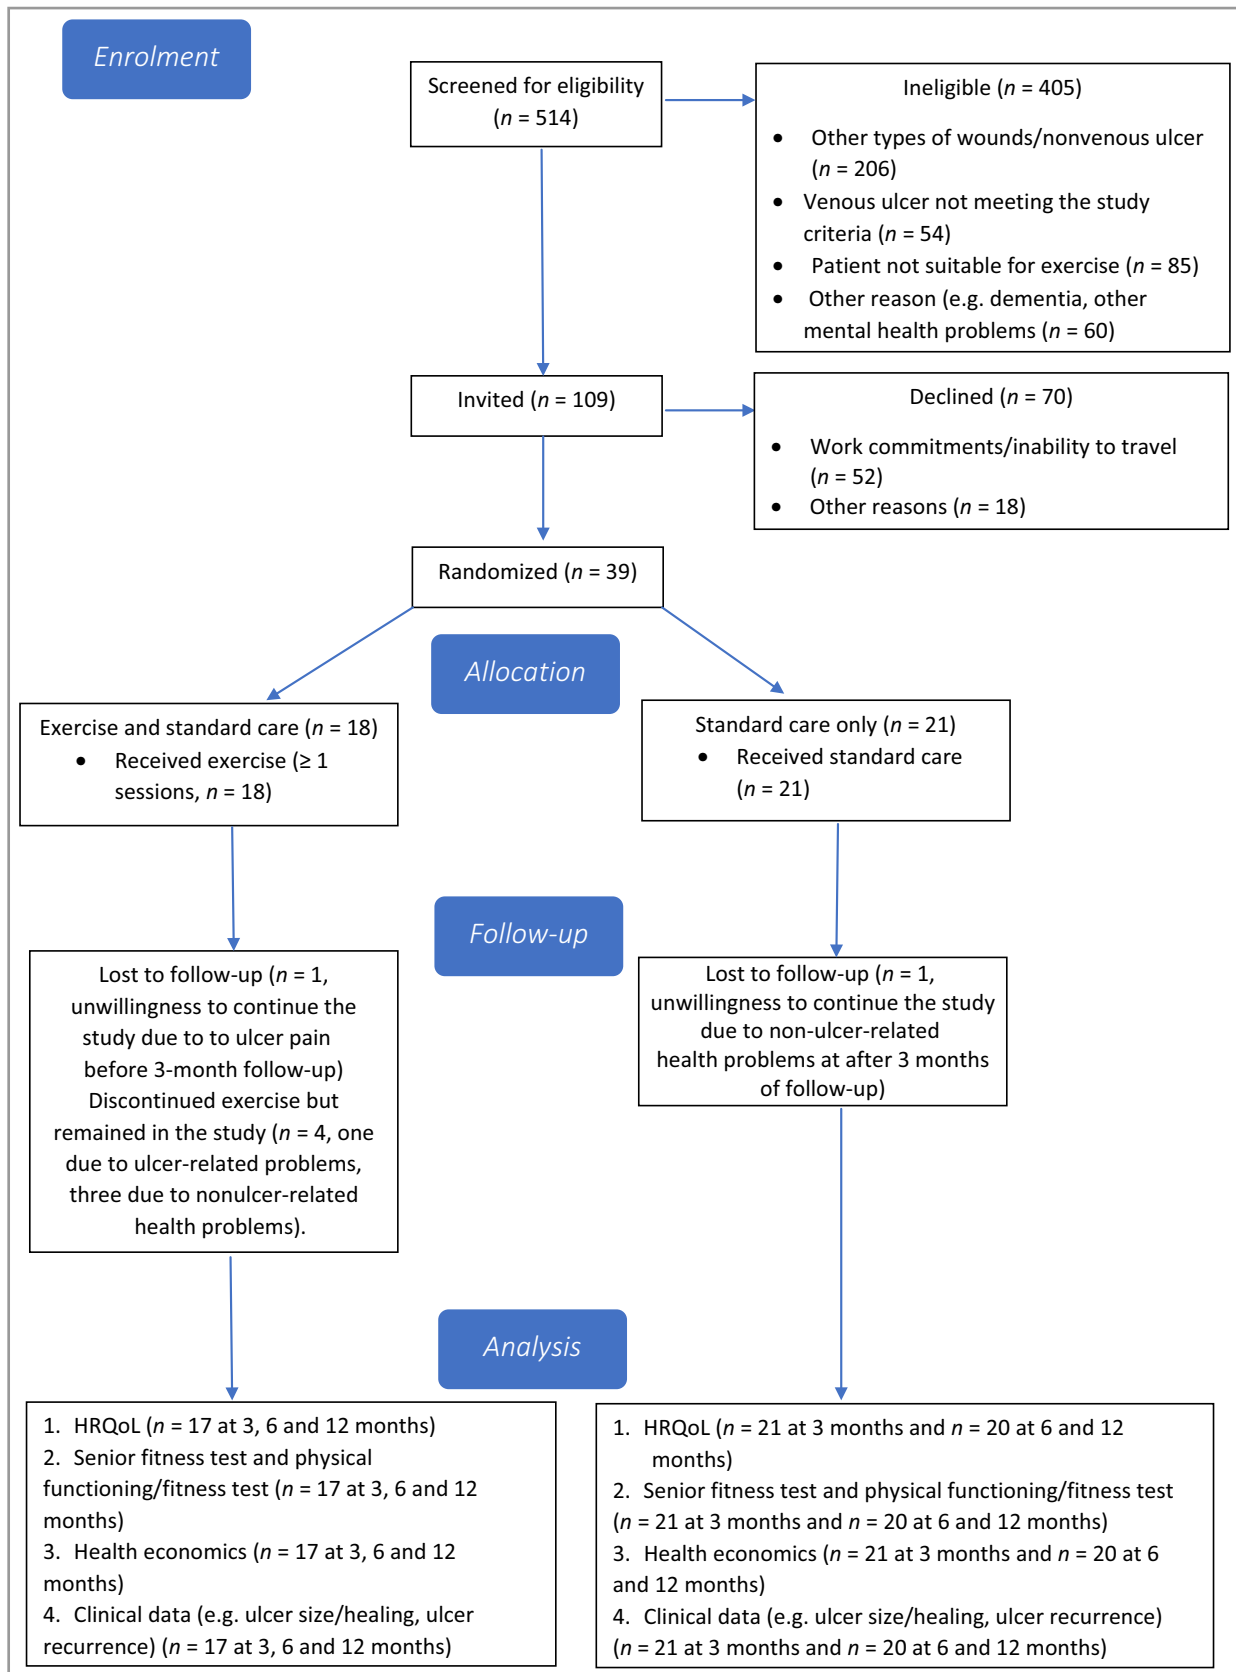 Enrolment
Screened for eligibility
(n = 514)
Ineligible (n = 405)
• Other types of wounds/nonvenous ulcer
(n = 206)
• Venous ulcer not meeting the study
criteria (n = 54)
• Patient not suitable for exercise (n = 85)
• Other reason (e.g. dementia, other
mental health problems (n = 60)
Invited (n = 109)
Declined (n = 70)
• Work commitments/inability to travel
(n = 52)
• Other reasons (n = 18)
Randomized (n = 39)
Allocation
Exercise and standard care (n = 18)
• Received exercise (≥ 1
sessions, n = 18)
Standard care only (n = 21)
• Received standard care
(n = 21)
Follow-up
Lost to follow-up (n = 1,
unwillingness to continue the
study due to to ulcer pain
before 3-month follow-up)
Discontinued exercise but
remained in the study (n = 4, one
due to ulcer-related problems,
three due to nonulcer-related
health problems).
Lost to follow-up (n = 1,
unwillingness to continue the study
due to non-ulcer-related
health problems at after 3 months
of follow-up)
Analysis
1. HRQoL (n = 17 at 3, 6 and 12 months)
2. Senior fitness test and physical
functioning/fitness test (n = 17 at 3, 6 and 12
months)
3. Health economics (n = 17 at 3, 6 and 12
months)
4. Clinical data (e.g. ulcer size/healing, ulcer
recurrence) (n = 17 at 3, 6 and 12 months)
1. HRQoL (n = 21 at 3 months and n = 20 at 6 and 12
months)
2. Senior fitness test and physical functioning/fitness test
(n = 21 at 3 months and n = 20 at 6 and 12 months)
3. Health economics (n = 21 at 3 months and n = 20 at 6
and 12 months)
4. Clinical data (e.g. ulcer size/healing, ulcer recurrence)
(n = 21 at 3 months and n = 20 at 6 and 12 months)